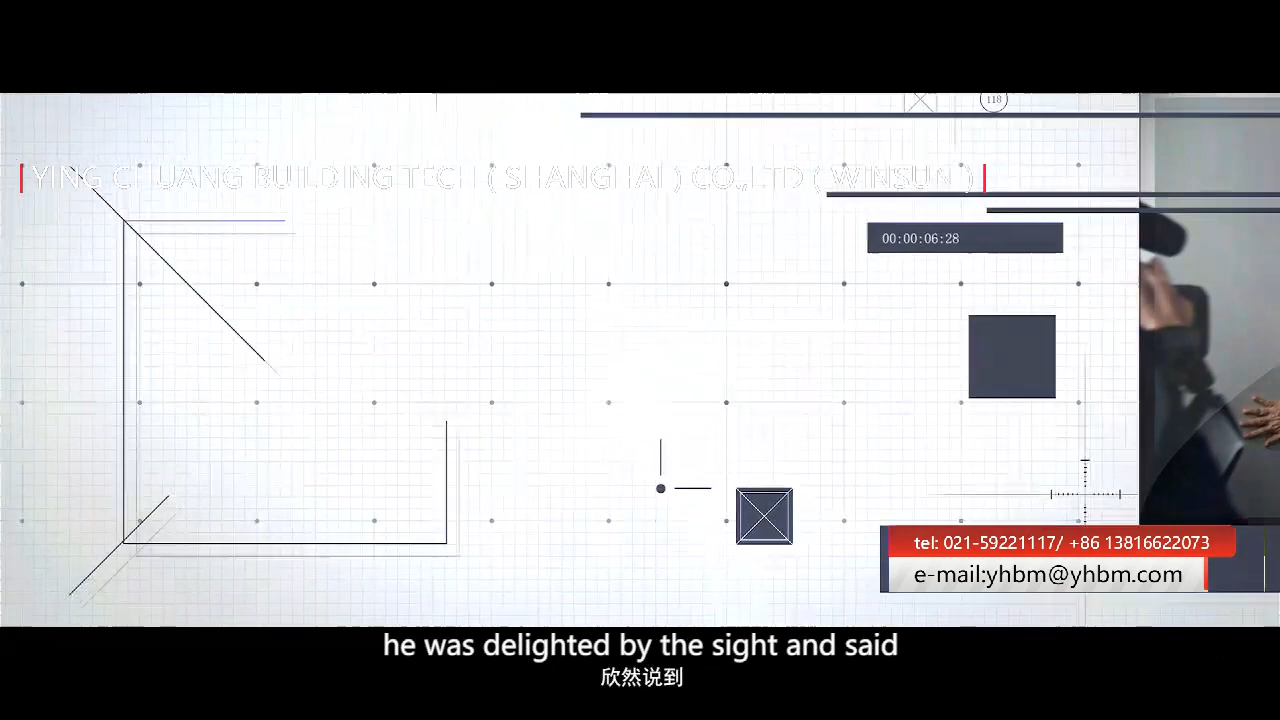 118
YING CHUANG BUILDING TECH ( SHANGHAI ) CO.,LTD ( WINSUN )
00:00:06:28
tel: 021-59221117/ +86 13816622073
e-mail:yhbm@yhbm.com
he was delighted by the sight and said
欣然说到